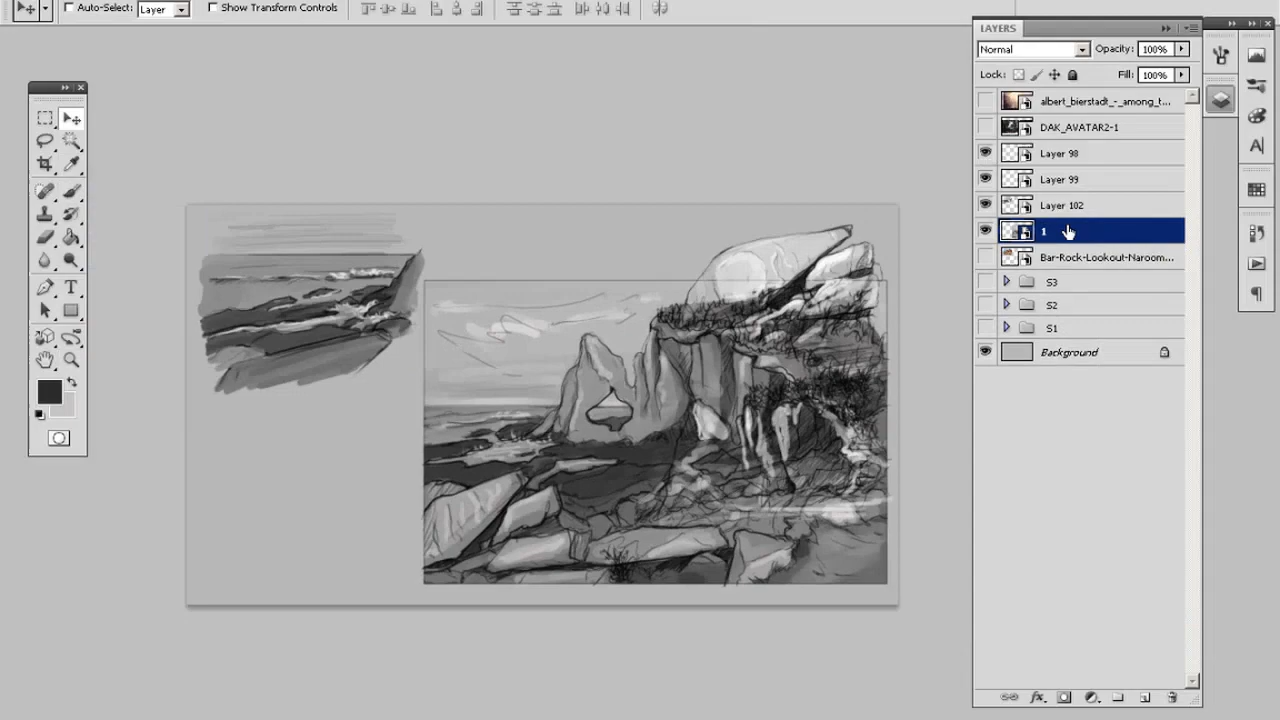 Auto-Select: Layer Show Transform Controls
LAYERS
Normal Opacity: 100%
Lock: Fill: 100%
albert_bierstadt_-_among_t...
DAK_AVATAR2-1
Layer 98
Layer 99
Layer 102
1
Bar-Rock-Lookout-Naroom...
S3
S2
S1
Background